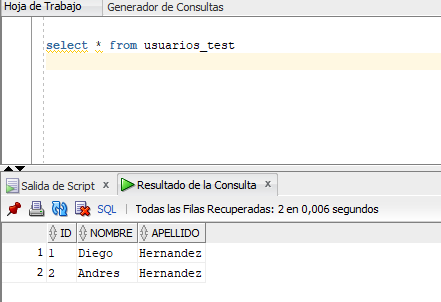 Hoja de Trabajo Generador de Consultas
select * from usuarios_test
Salida de Script x Resultado de la Consulta x
SQL | Todas las Filas Recuperadas: 2 en 0,006 segundos
ID NOMBRE APELLIDO
1 1 Diego Hernandez
2 2 Andres Hernandez